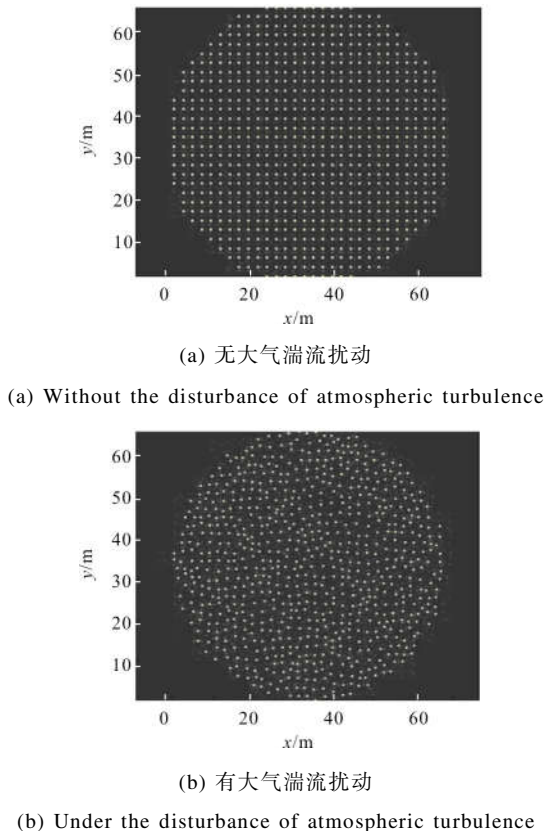 60
50
40
30
20
10
y/m
0 20 40 60
x/m
(a) 无大气湍流扰动
(a) Without the disturbance of atmospheric turbulence
60
50
40
30
20
10
y/m
0 20 40 60
x/m
(b) 有大气湍流扰动
(b) Under the disturbance of atmospheric turbulence